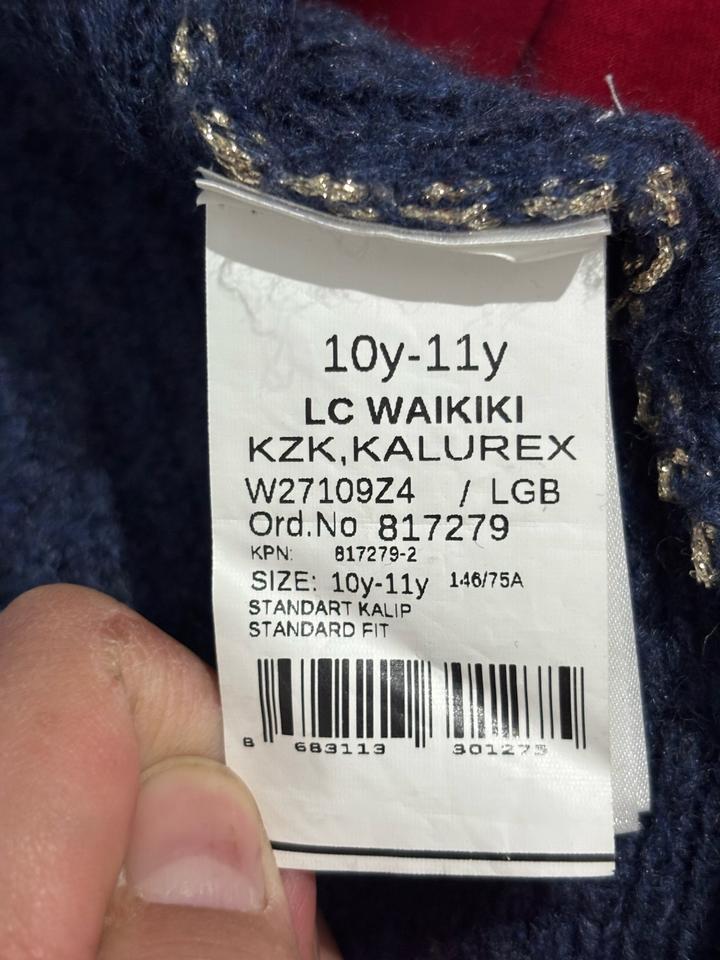 10y-11y
LC WAIKIKI
KZK,KALUREX
W27109Z4 / LGB
Ord.No 817279
KPN: 817279-2
SIZE: 10y-11y 146/75A
STANDART KALIP
STANDARD FIT
8 683113 301275